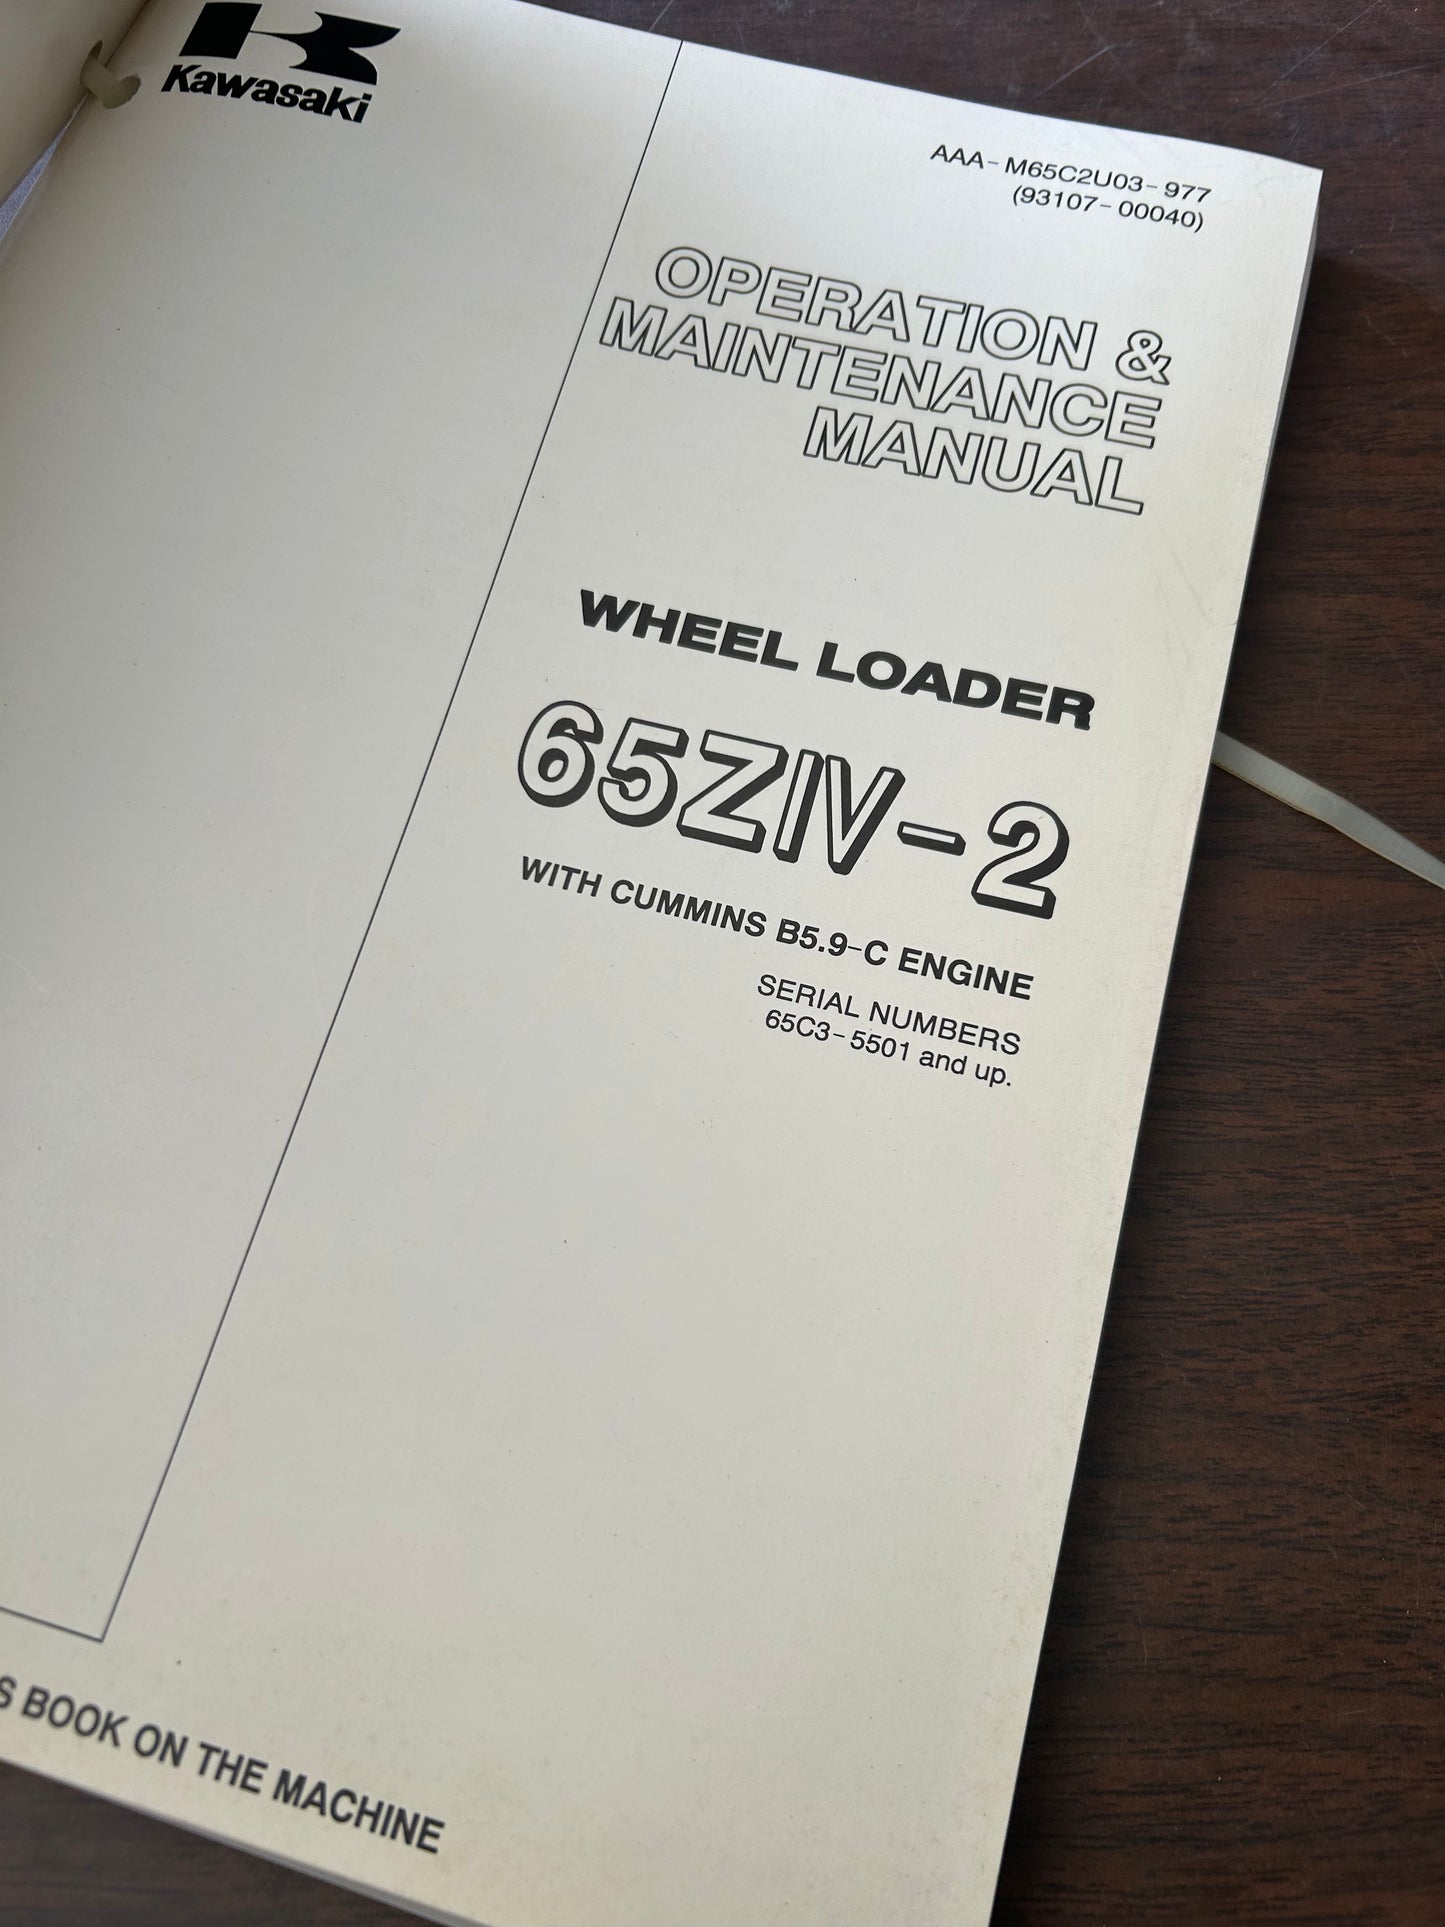 Kawasaki
AAA-M65C2U03-977
(93107-00040)
OPERATION &
MAINTENANCE
MANUAL
WHEEL LOADER
65ZIV-2
WITH CUMMINS B5.9-C ENGINE
SERIAL NUMBERS
65C3-5501 and up.
BOOK ON THE MACHINE